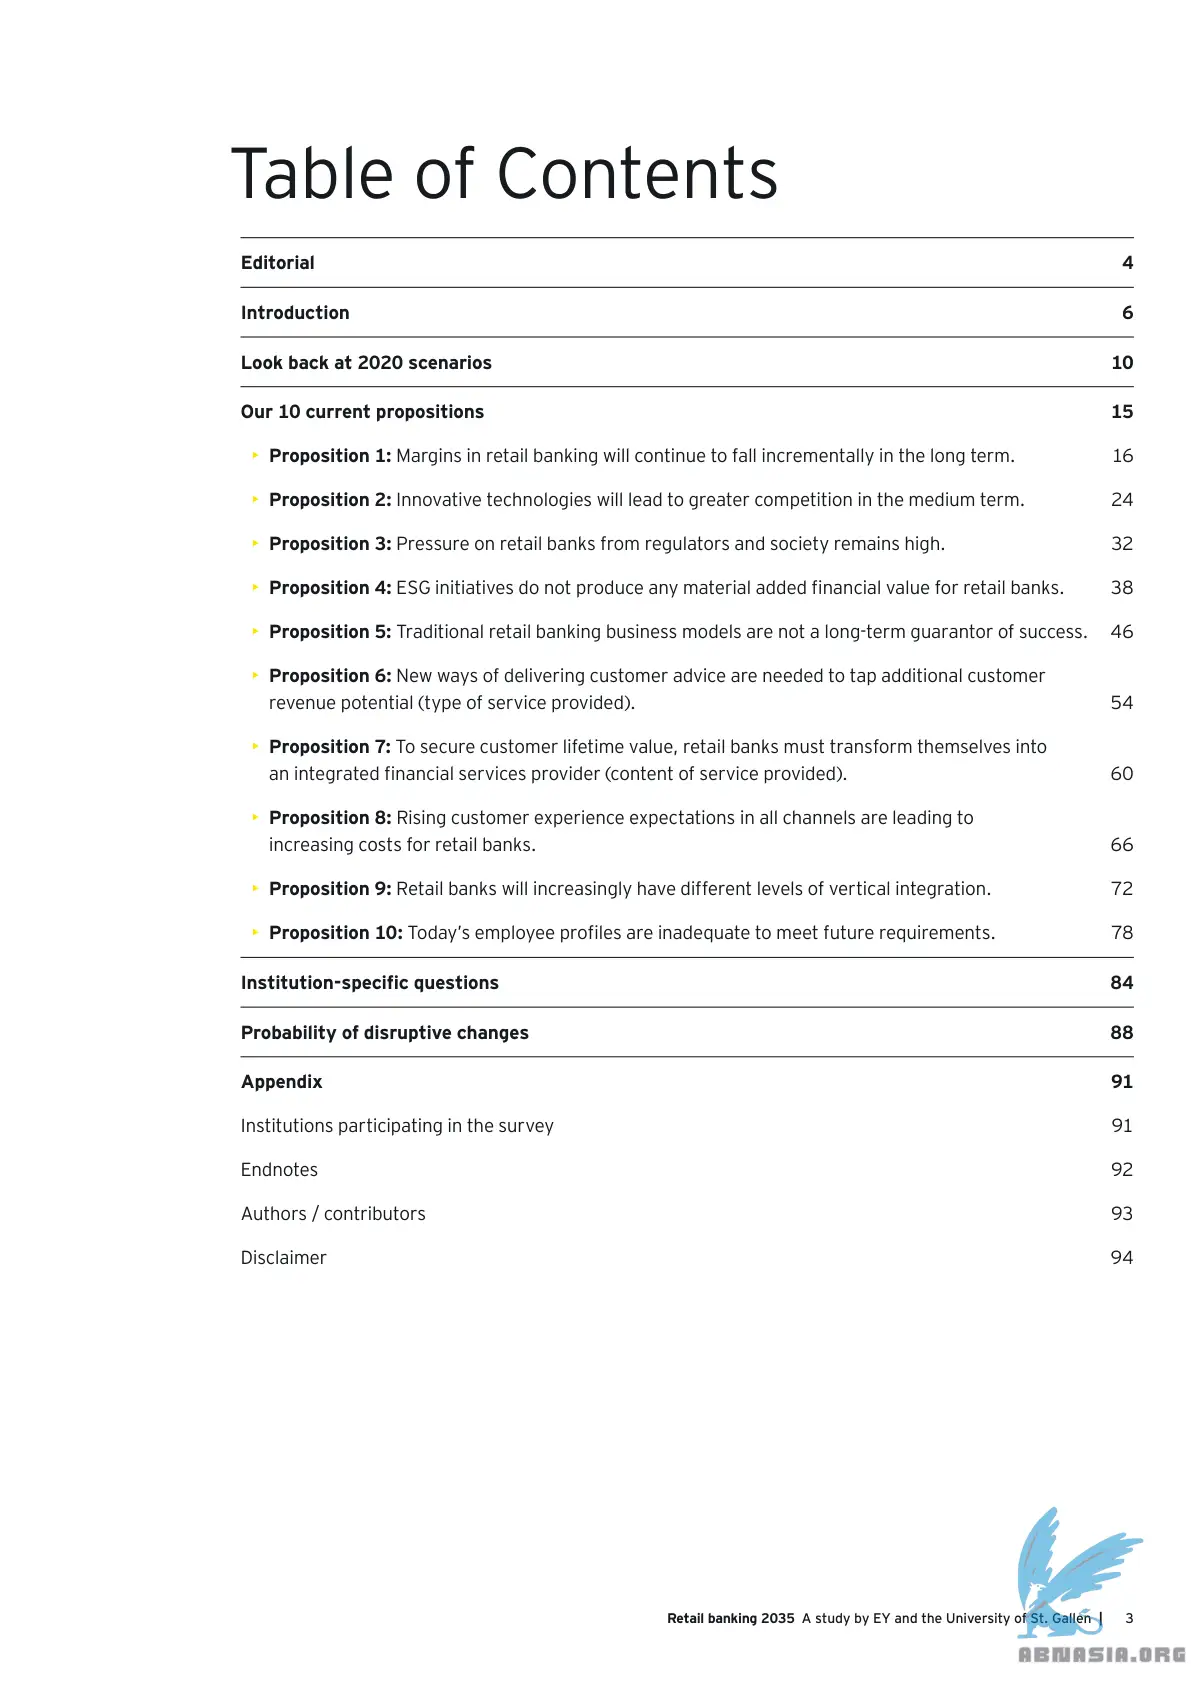 Table of Contents
Editorial 4
Introduction 6
Look back at 2020 scenarios 10
Our 10 current propositions 15
Proposition 1: Margins in retail banking will continue to fall incrementally in the long term. 16
Proposition 2: Innovative technologies will lead to greater competition in the medium term. 24
Proposition 3: Pressure on retail banks from regulators and society remains high. 32
Proposition 4: ESG initiatives do not produce any material added financial value for retail banks. 38
Proposition 5: Traditional retail banking business models are not a long-term guarantor of success. 46
Proposition 6: New ways of delivering customer advice are needed to tap additional customer
revenue potential (type of service provided). 54
Proposition 7: To secure customer lifetime value, retail banks must transform themselves into
an integrated financial services provider (content of service provided). 60
Proposition 8: Rising customer experience expectations in all channels are leading to
increasing costs for retail banks. 66
Proposition 9: Retail banks will increasingly have different levels of vertical integration. 72
Proposition 10: Today's employee profiles are inadequate to meet future requirements. 78
Institution-specific questions 84
Probability of disruptive changes 88
Appendix 91
Institutions participating in the survey 91
Endnotes 92
Authors / contributors 93
Disclaimer 94
Retail banking 2035 A study by EY and the University of St. Gallen | 3
ABNASIA.ORG